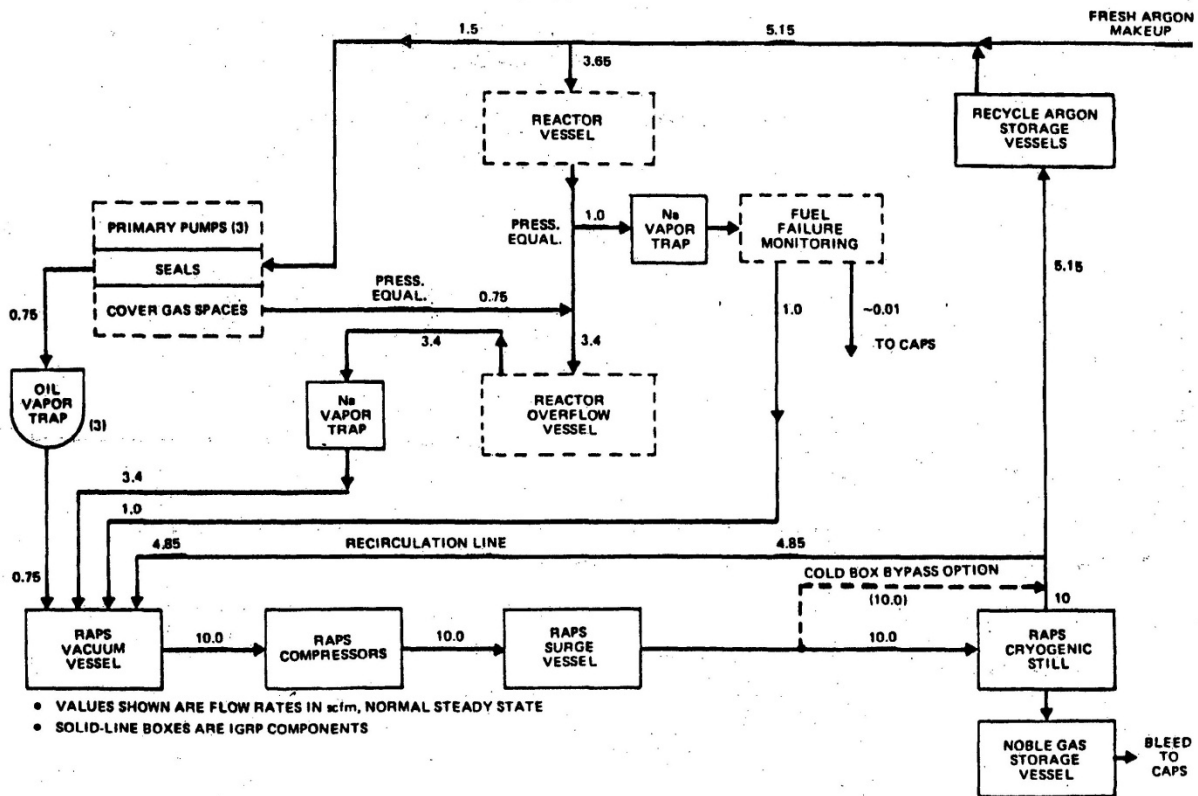 FRESH ARGON
MAKEUP
1.5
5.15
3.65
REACTOR
VESSEL
RECYCLE ARGON
STORAGE
VESSELS
PRIMARY PUMPS (3)
SEALS
COVER GAS SPACES
PRESS.
EQUAL.
1.0
Na
VAPOR
TRAP
FUEL
FAILURE
MONITORING
5.15
PRESS.
EQUAL.
0.75
0.75
1.0
~0.01
TO CAPS
3.4
3.4
OIL
VAPOR
TRAP
(3)
Na
VAPOR
TRAP
REACTOR
OVERFLOW
VESSEL
3.4
1.0
4.85
RECIRCULATION LINE
4.85
COLD BOX BYPASS OPTION
(10.0)
10
0.75
RAPS
VACUUM
VESSEL
10.0
RAPS
COMPRESSORS
10.0
RAPS
SURGE
VESSEL
10.0
RAPS
CRYOGENIC
STILL
• VALUES SHOWN ARE FLOW RATES IN scfm, NORMAL STEADY STATE
• SOLID-LINE BOXES ARE IGRP COMPONENTS
NOBLE GAS
STORAGE
VESSEL
BLEED
TO
CAPS